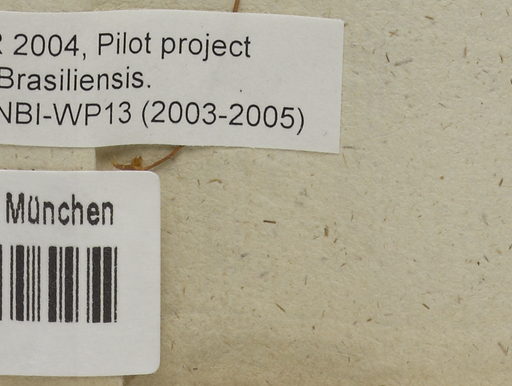 2004, Pilot project
Brasiliensis.
NBI-WP13 (2003-2005)
München